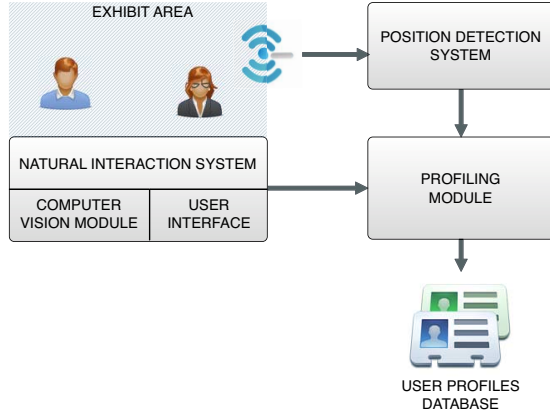 EXHIBIT AREA
POSITION DETECTION
SYSTEM
NATURAL INTERACTION SYSTEM
COMPUTER
VISION MODULE
USER
INTERFACE
PROFILING
MODULE
USER PROFILES
DATABASE